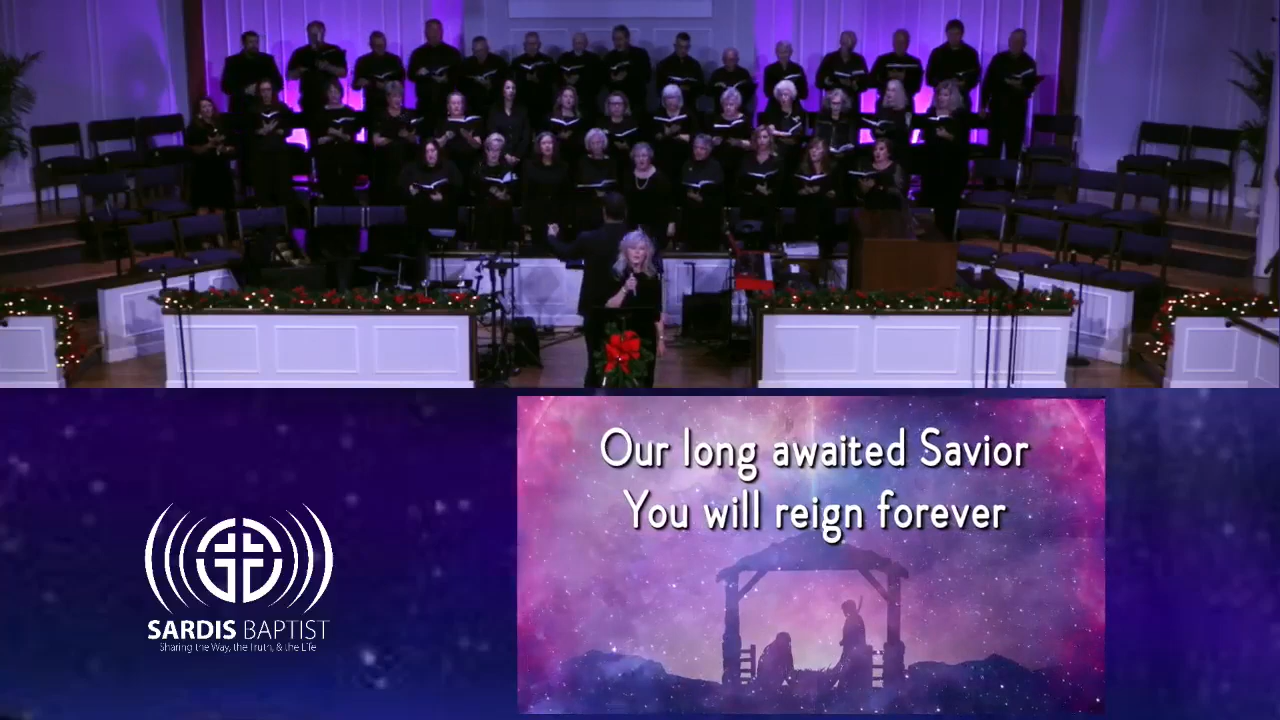 Our long awaited Savior
You will reign forever
SARDIS BAPTIST
Sharing the Way, the Truth, & the Life